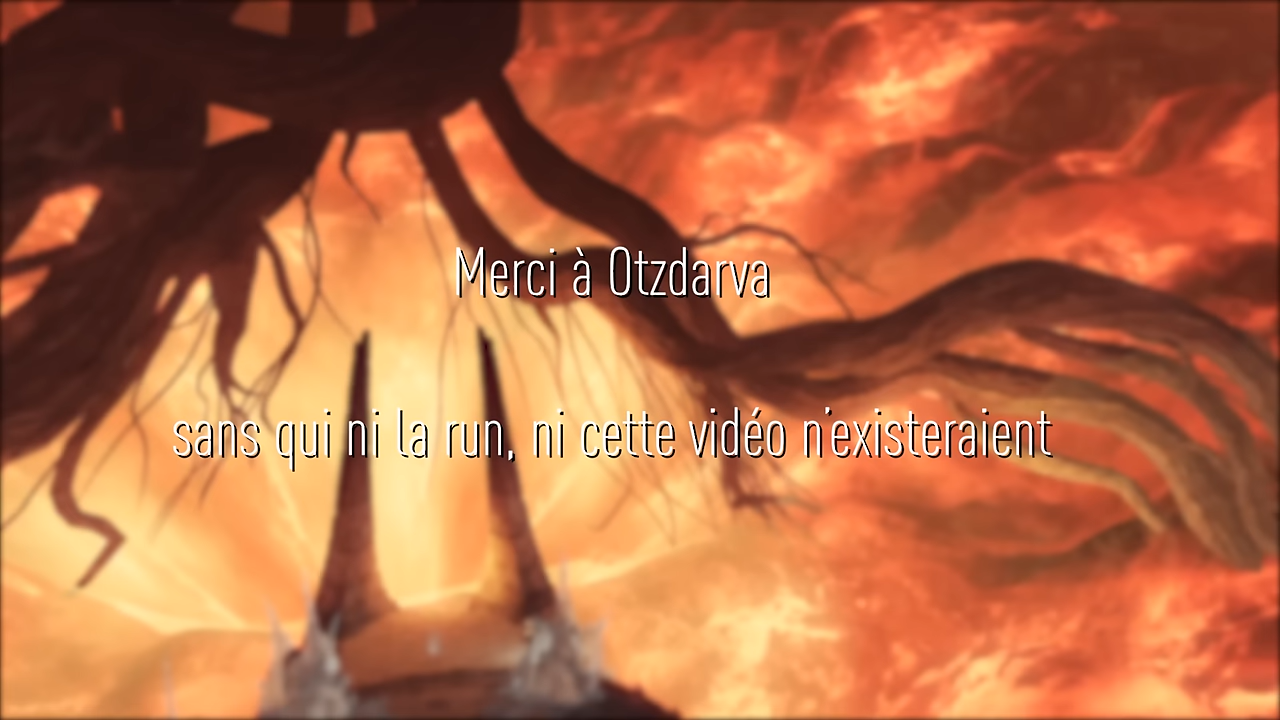 Merci à Otzdarva
sans qui ni la run, ni cette vidéo n'existeraient